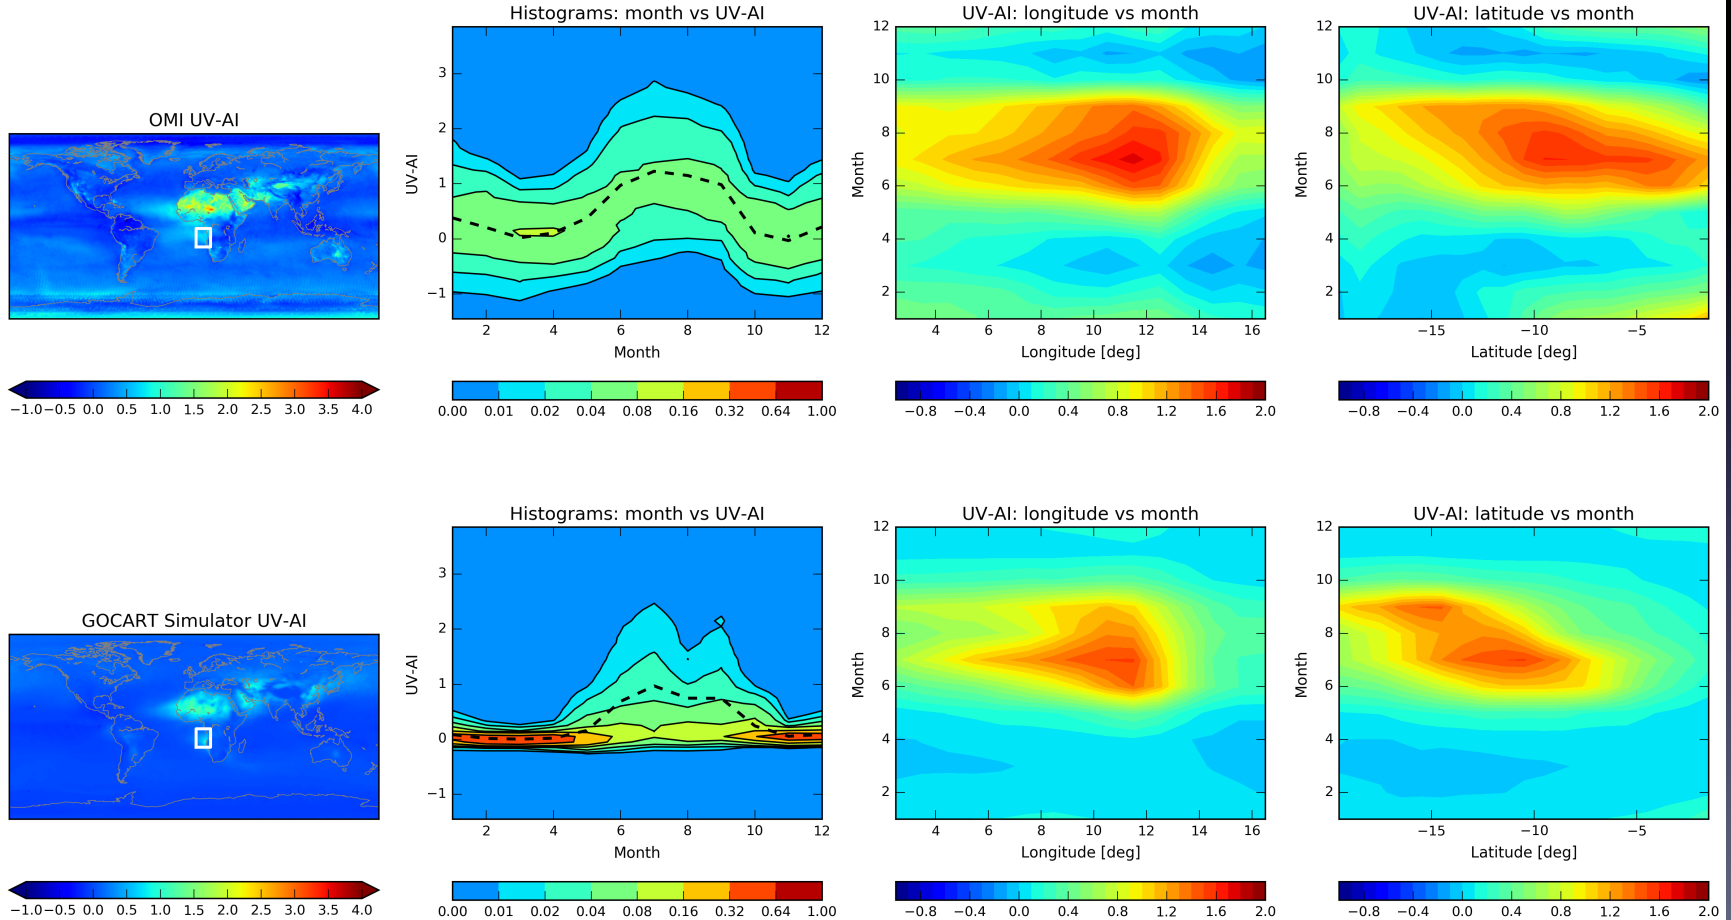 OMI UV-AI
−1.0 −0.5 0.0 0.5 1.0 1.5 2.0 2.5 3.0 3.5 4.0
Histograms: month vs UV-AI
UV-AI
3
2
1
0
−1
2 4 6 8 10 12
Month
0.00 0.01 0.02 0.04 0.08 0.16 0.32 0.64 1.00
UV-AI: longitude vs month
Month
12
10
8
6
4
2
4 6 8 10 12 14 16
Longitude [deg]
−0.8 −0.4 0.0 0.4 0.8 1.2 1.6 2.0
UV-AI: latitude vs month
Month
12
10
8
6
4
2
−15 −10 −5
Latitude [deg]
−0.8 −0.4 0.0 0.4 0.8 1.2 1.6 2.0
GOCART Simulator UV-AI
−1.0 −0.5 0.0 0.5 1.0 1.5 2.0 2.5 3.0 3.5 4.0
Histograms: month vs UV-AI
UV-AI
3
2
1
0
−1
2 4 6 8 10 12
Month
0.00 0.01 0.02 0.04 0.08 0.16 0.32 0.64 1.00
UV-AI: longitude vs month
Month
12
10
8
6
4
2
4 6 8 10 12 14 16
Longitude [deg]
−0.8 −0.4 0.0 0.4 0.8 1.2 1.6 2.0
UV-AI: latitude vs month
Month
12
10
8
6
4
2
−15 −10 −5
Latitude [deg]
−0.8 −0.4 0.0 0.4 0.8 1.2 1.6 2.0